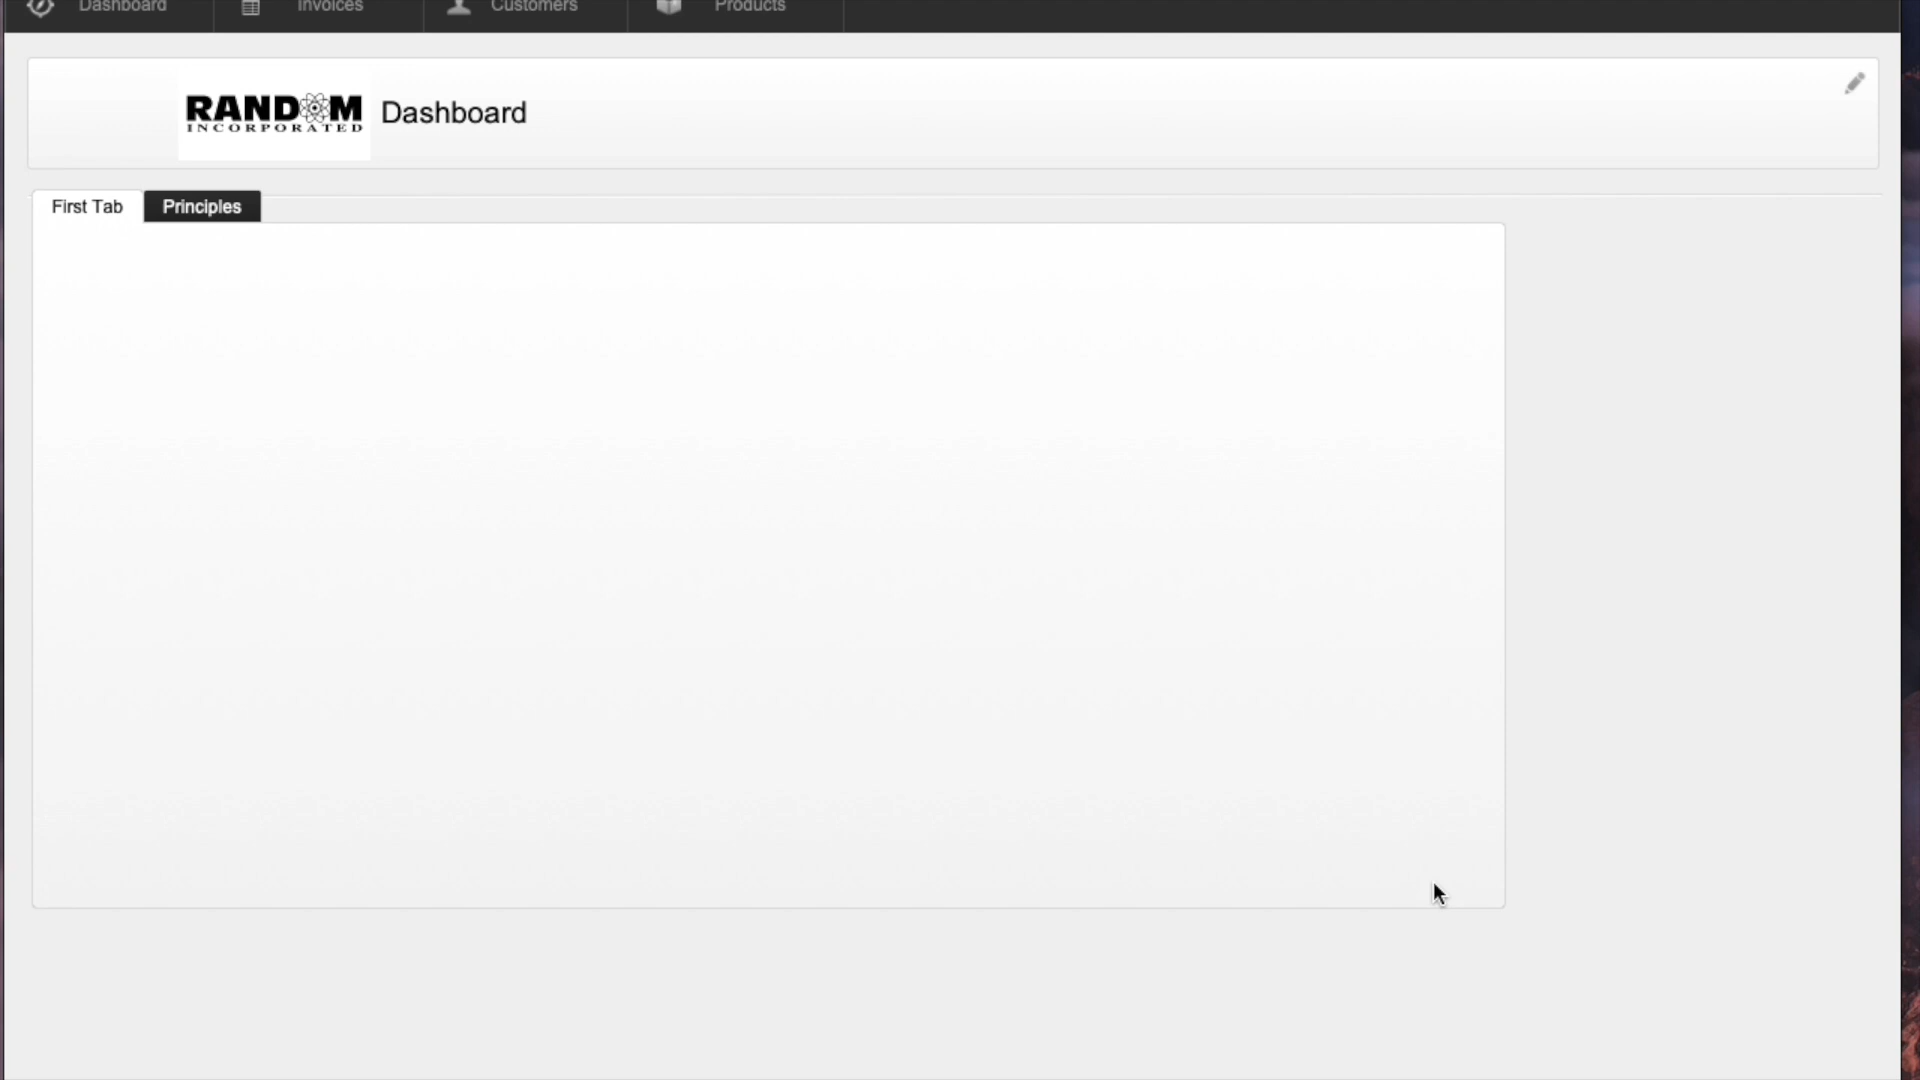 Dashboard
Invoices
Customers
Products
RANDOM
INCORPORATED
Dashboard
First Tab
Principles